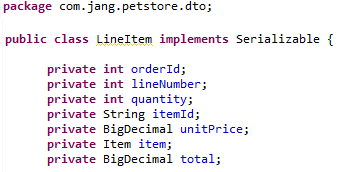 package com.jang.petstore.dto;
public class LineItem implements Serializable {
private int orderId;
private int lineNumber;
private int quantity;
private String itemId;
private BigDecimal unitPrice;
private Item item;
private BigDecimal total;